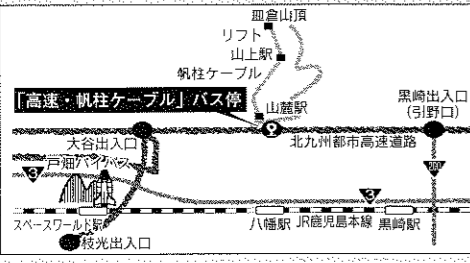 皿倉山頂
リフト
山上駅
帆柱ケーブル
「高速・帆柱ケーブル」バス停
山麓駅
黒崎出入口
(引野口)
大谷出入口
北九州都市高速道路
戸畑バイパス
3
200
3
スペースワールド駅
八幡駅
JR鹿児島本線
黒崎駅
枝光出入口